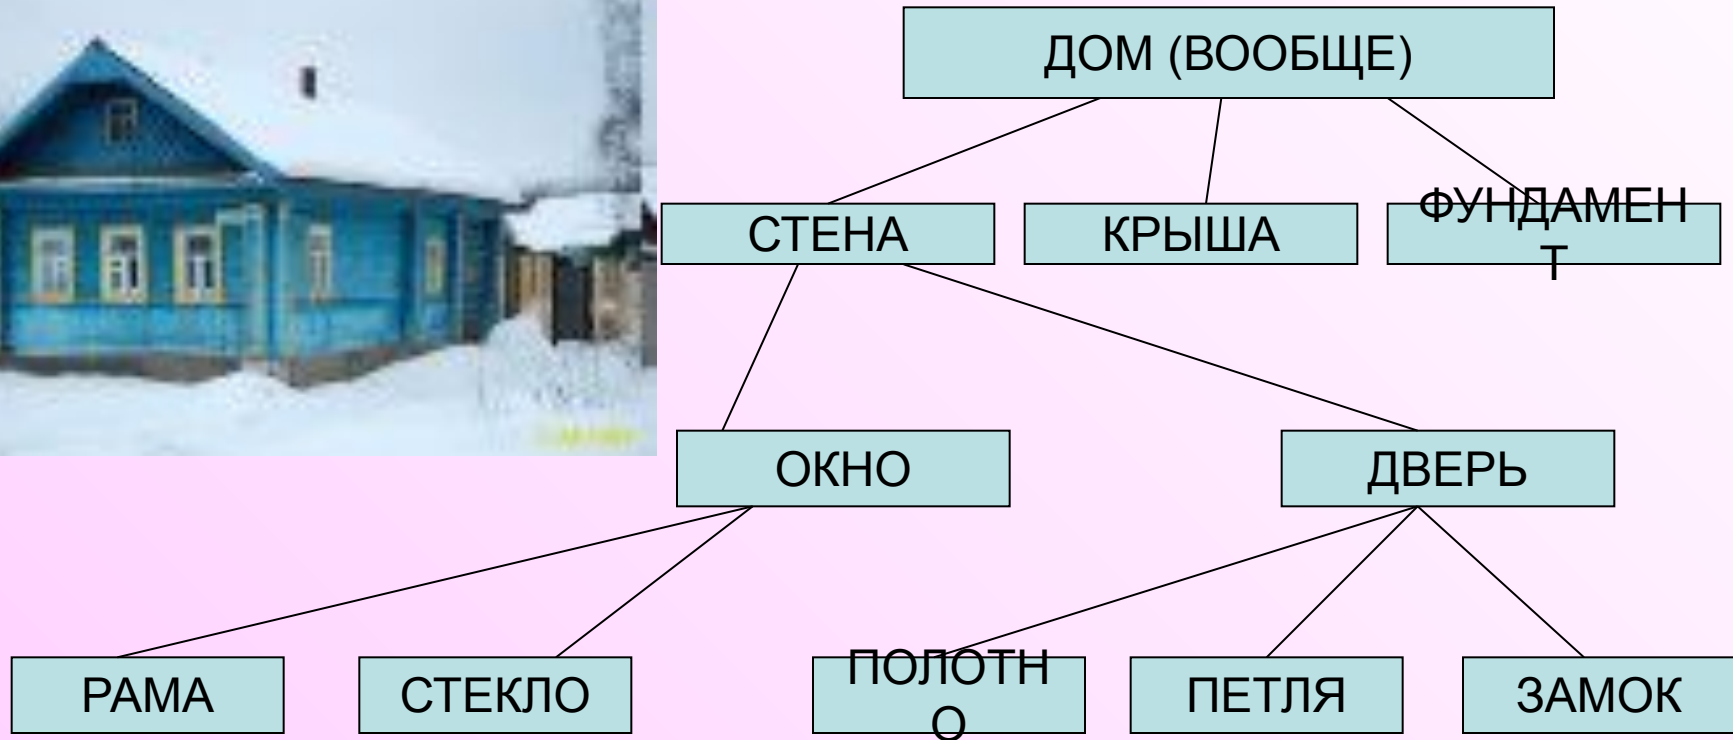 ДОМ (ВООБЩЕ)
СТЕНА
КРЫША
ФУНДАМЕН
Т
ОКНО
ДВЕРЬ
РАМА
СТЕКЛО
ПОЛОТН
О
ПЕТЛЯ
ЗАМОК